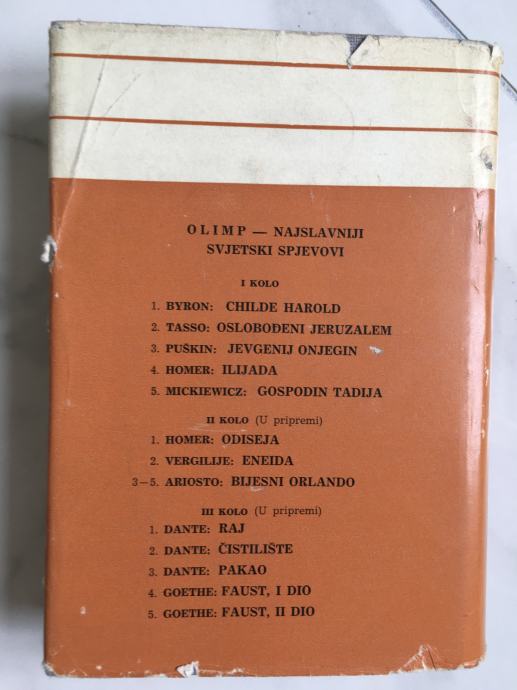 OLIMP — NAJSLAVNIJI
SVJETSKI SPJEVOVI
I KOLO
1. BYRON: CHILDE HAROLD
2. TASSO: OSLOBOĐENI JERUZALEM
3. PUŠKIN: JEVGENIJ ONJEGIN
4. HOMER: ILIJADA
5. MICKIEWICZ: GOSPODIN TADIJA
II KOLO (U pripremi)
1. HOMER: ODISEJA
2. VERGILIJE: ENEIDA
3—5. ARIOSTO: BIJESNI ORLANDO
III KOLO (U pripremi)
1. DANTE: RAJ
2. DANTE: ČISTILIŠTE
3. DANTE: PAKAO
4. GOETHE: FAUST, I DIO
5. GOETHE: FAUST, II DIO